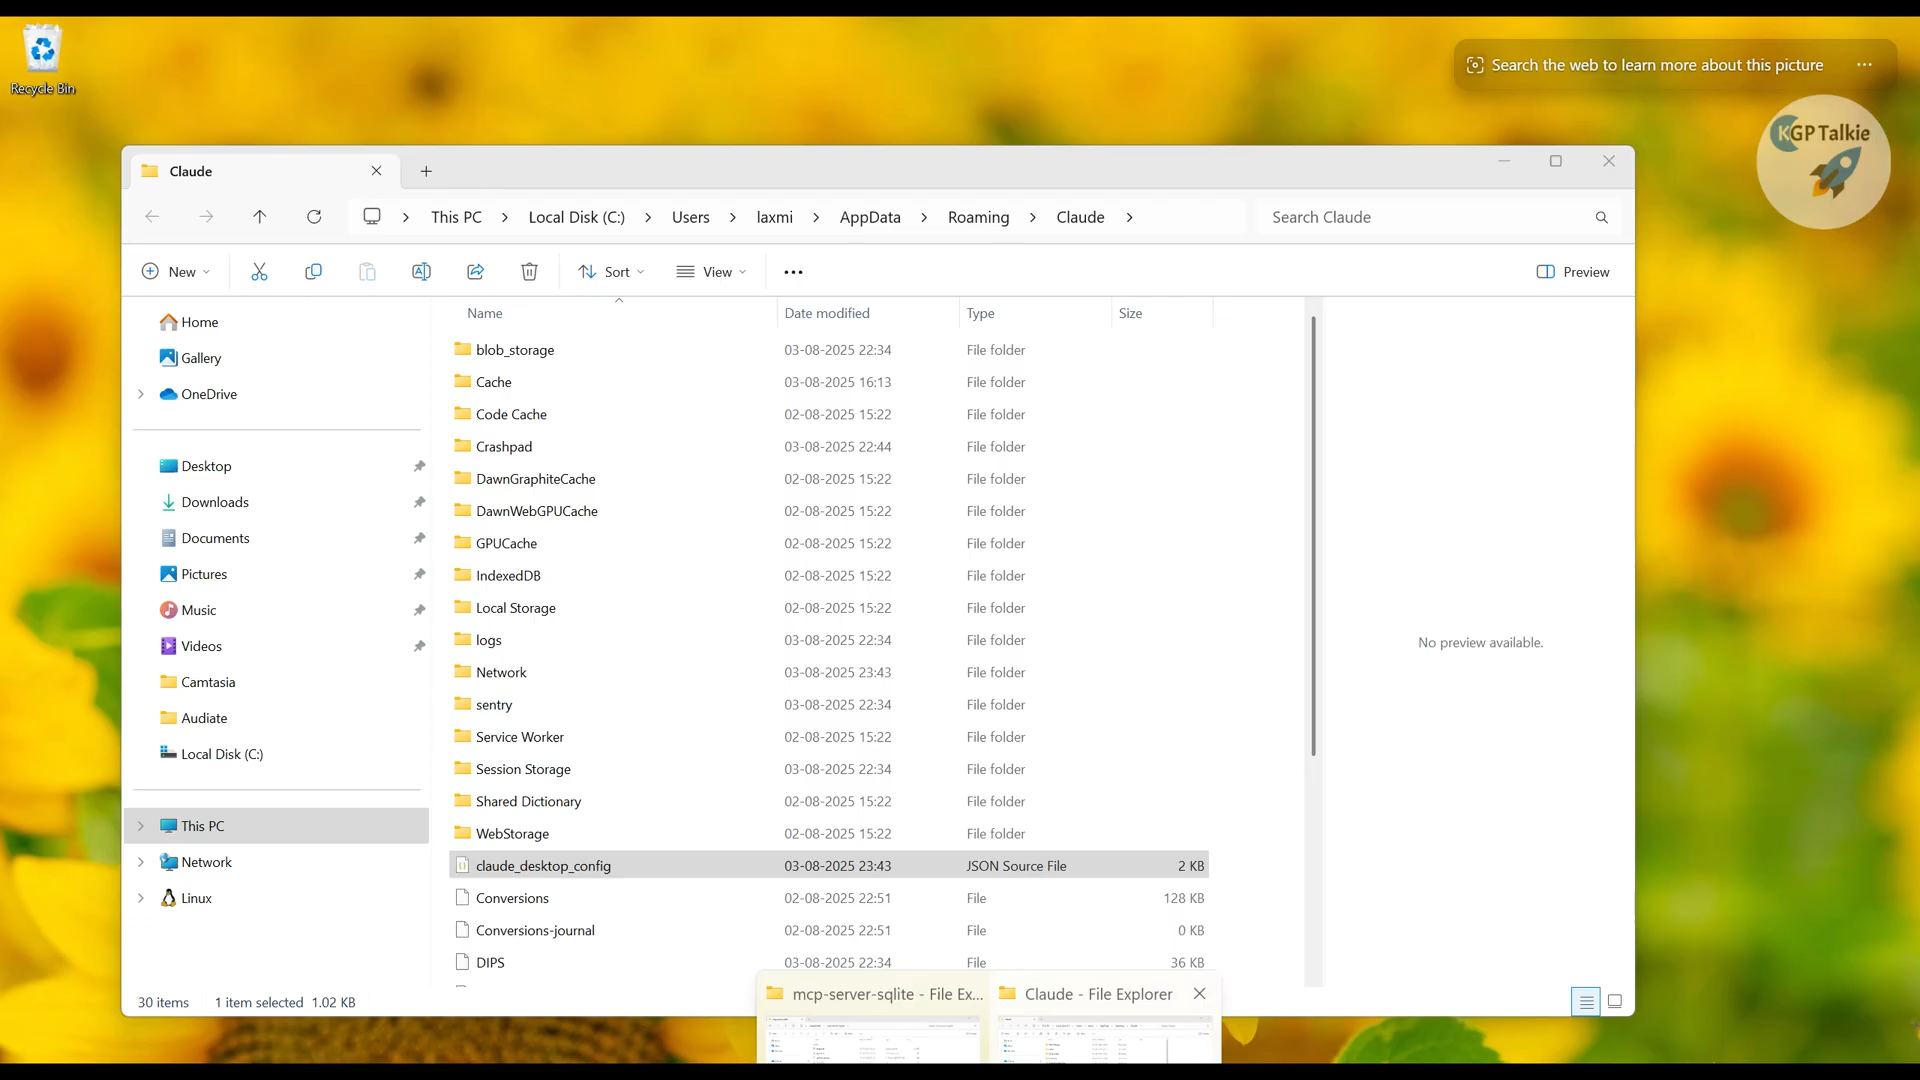 Recycle Bin
Search the web to learn more about this picture
KGP Talkie
Claude
This PC
Local Disk (C:)
Users
laxmi
AppData
Roaming
Claude
Search Claude
New
Sort
View
Preview
Home
Gallery
OneDrive
Desktop
Downloads
Documents
Pictures
Music
Videos
Camtasia
Audiate
Local Disk (C:)
This PC
Network
Linux
Name Date modified Type Size
blob_storage 03-08-2025 22:34 File folder
Cache 03-08-2025 16:13 File folder
Code Cache 02-08-2025 15:22 File folder
Crashpad 03-08-2025 22:44 File folder
DawnGraphiteCache 02-08-2025 15:22 File folder
DawnWebGPUCache 02-08-2025 15:22 File folder
GPUCache 02-08-2025 15:22 File folder
IndexedDB 02-08-2025 15:22 File folder
Local Storage 02-08-2025 15:22 File folder
logs 03-08-2025 22:34 File folder
Network 03-08-2025 23:43 File folder
sentry 03-08-2025 22:34 File folder
Service Worker 02-08-2025 15:22 File folder
Session Storage 03-08-2025 22:34 File folder
Shared Dictionary 02-08-2025 15:22 File folder
WebStorage 02-08-2025 15:22 File folder
claude_desktop_config 03-08-2025 23:43 JSON Source File 2 KB
Conversions 02-08-2025 22:51 File 128 KB
Conversions-journal 02-08-2025 22:51 File 0 KB
DIPS 03-08-2025 22:34 File 36 KB
No preview available.
30 items 1 item selected 1.02 KB
mcp-server-sqlite - File Ex...
Claude - File Explorer